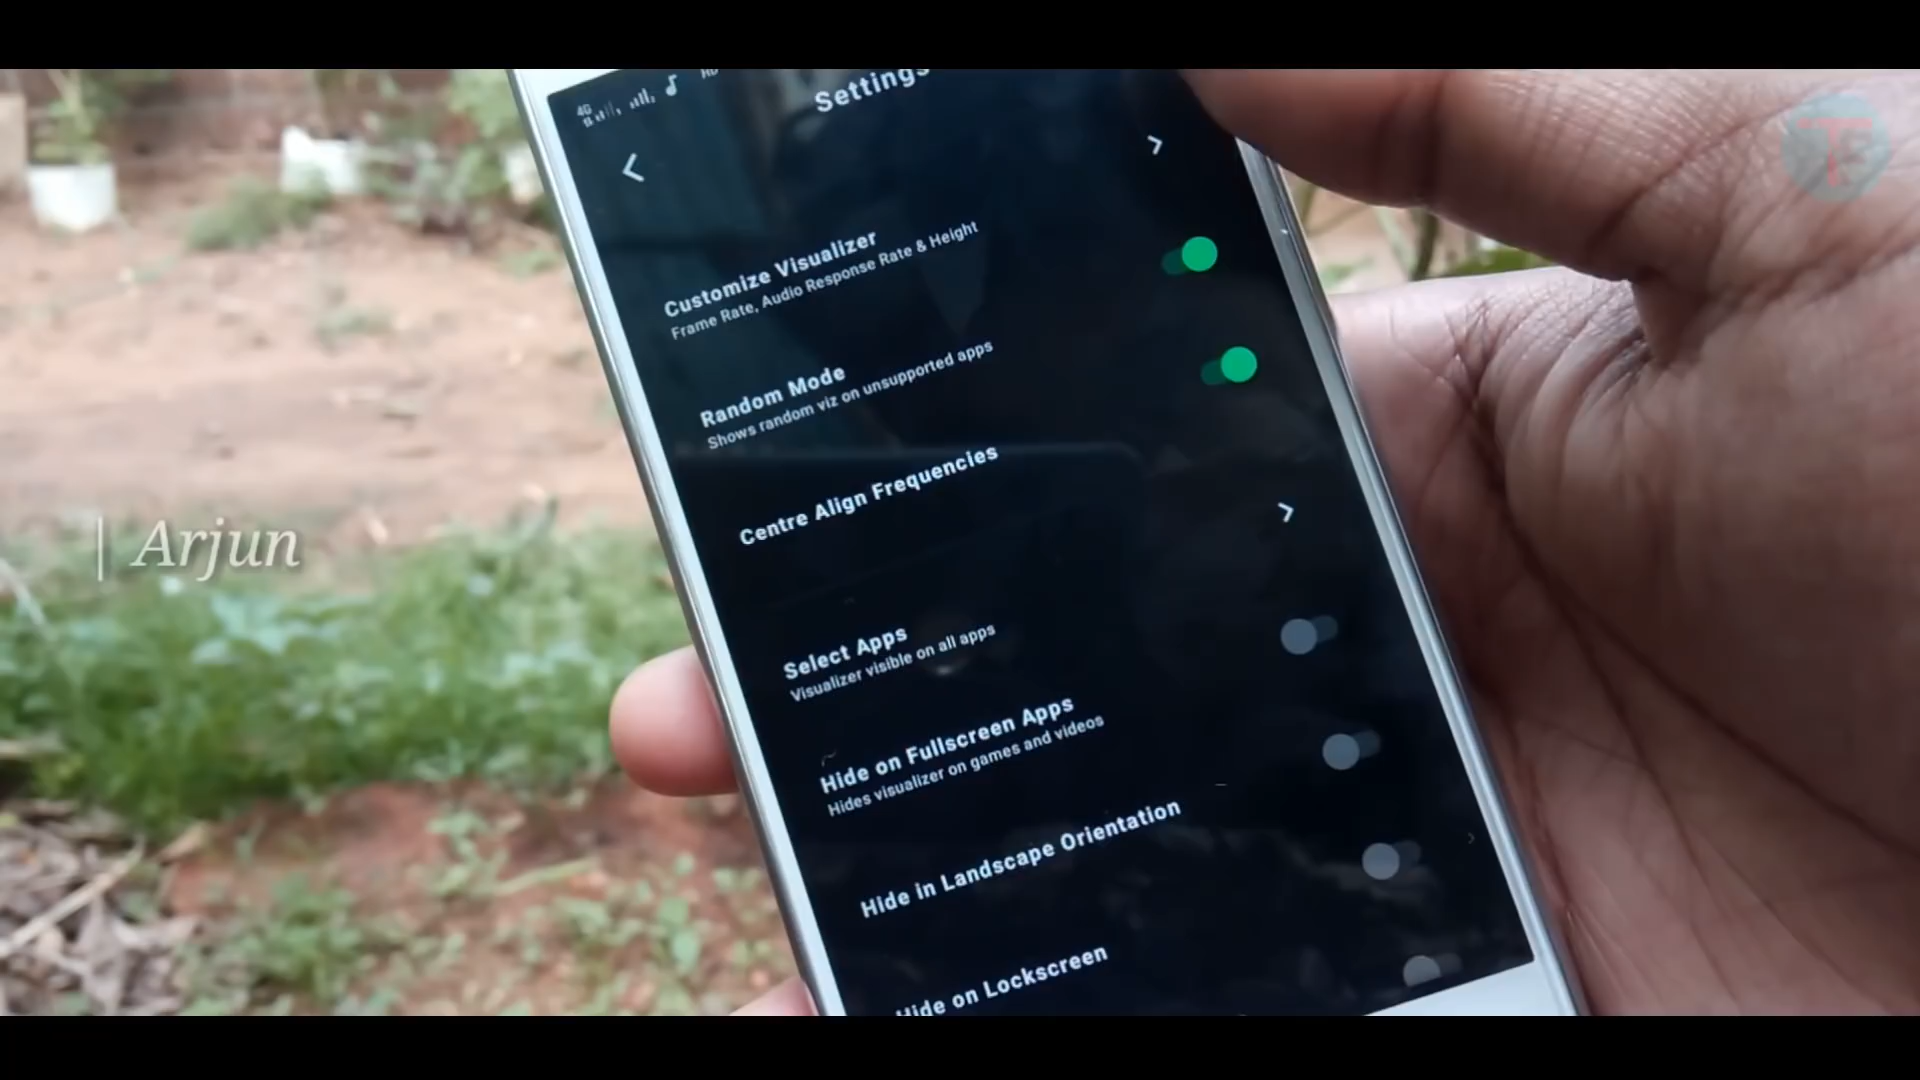 4G
HD
Settings
Customize Visualizer
Frame Rate, Audio Response Rate & Height
Random Mode
Shows random viz on unsupported apps
Centre Align Frequencies
| Arjun
Select Apps
Visualizer visible on all apps
Hide on Fullscreen Apps
Hides visualizer on games and videos
Hide in Landscape Orientation
Hide on Lockscreen